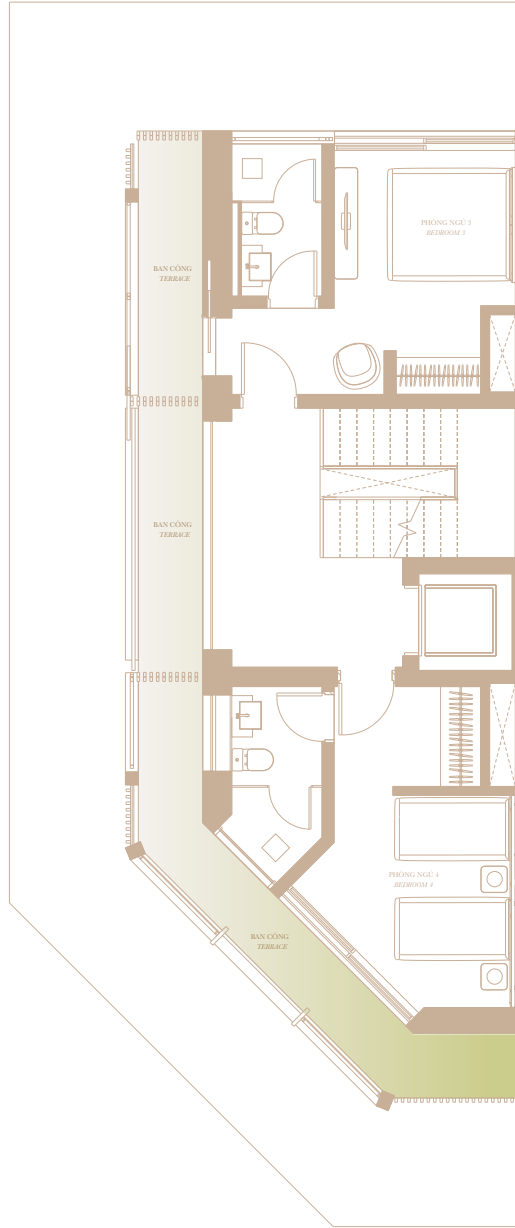 PHÒNG NGỦ 3
BEDROOM 3
BAN CÔNG
TERRACE
BAN CÔNG
TERRACE
PHÒNG NGỦ 4
BEDROOM 4
BAN CÔNG
TERRACE